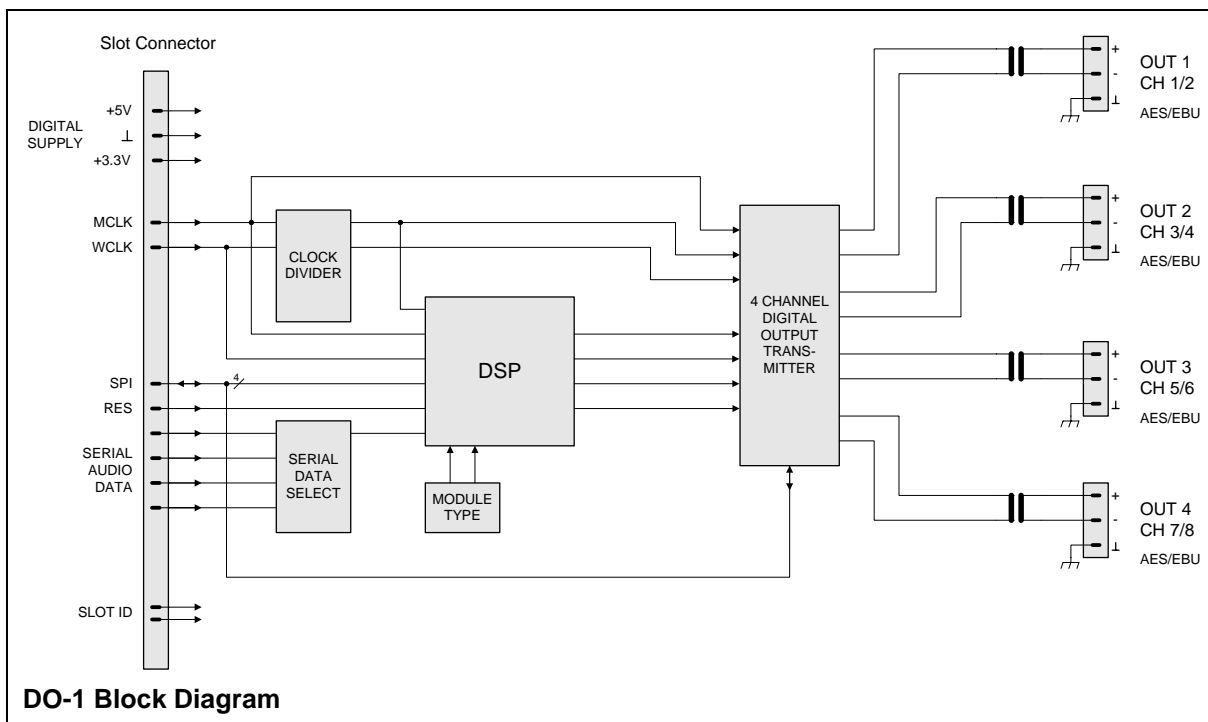 Slot Connector
DIGITAL
SUPPLY
+5V
⊥
+3.3V
MCLK
WCLK
SPI
RES
SERIAL
AUDIO
DATA
SLOT ID
CLOCK
DIVIDER
4
SERIAL
DATA
SELECT
DSP
MODULE
TYPE
4 CHANNEL
DIGITAL
OUTPUT
TRANS-
MITTER
+
-
⊥
OUT 1
CH 1/2
AES/EBU
+
-
⊥
OUT 2
CH 3/4
AES/EBU
+
-
⊥
OUT 3
CH 5/6
AES/EBU
+
-
⊥
OUT 4
CH 7/8
AES/EBU
DO-1 Block Diagram